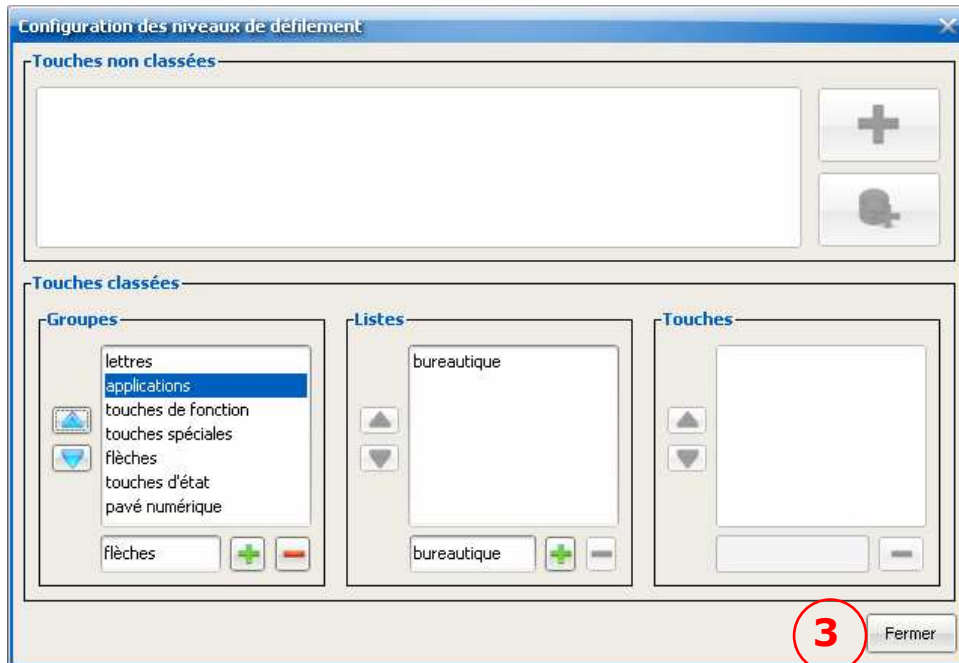 Configuration des niveaux de défilement
Touches non classées
Touches classées
Groupes
lettres
applications
touches de fonction
touches spéciales
flèches
touches d'état
pavé numérique
flèches
Listes
bureautique
bureautique
Touches
3
Fermer